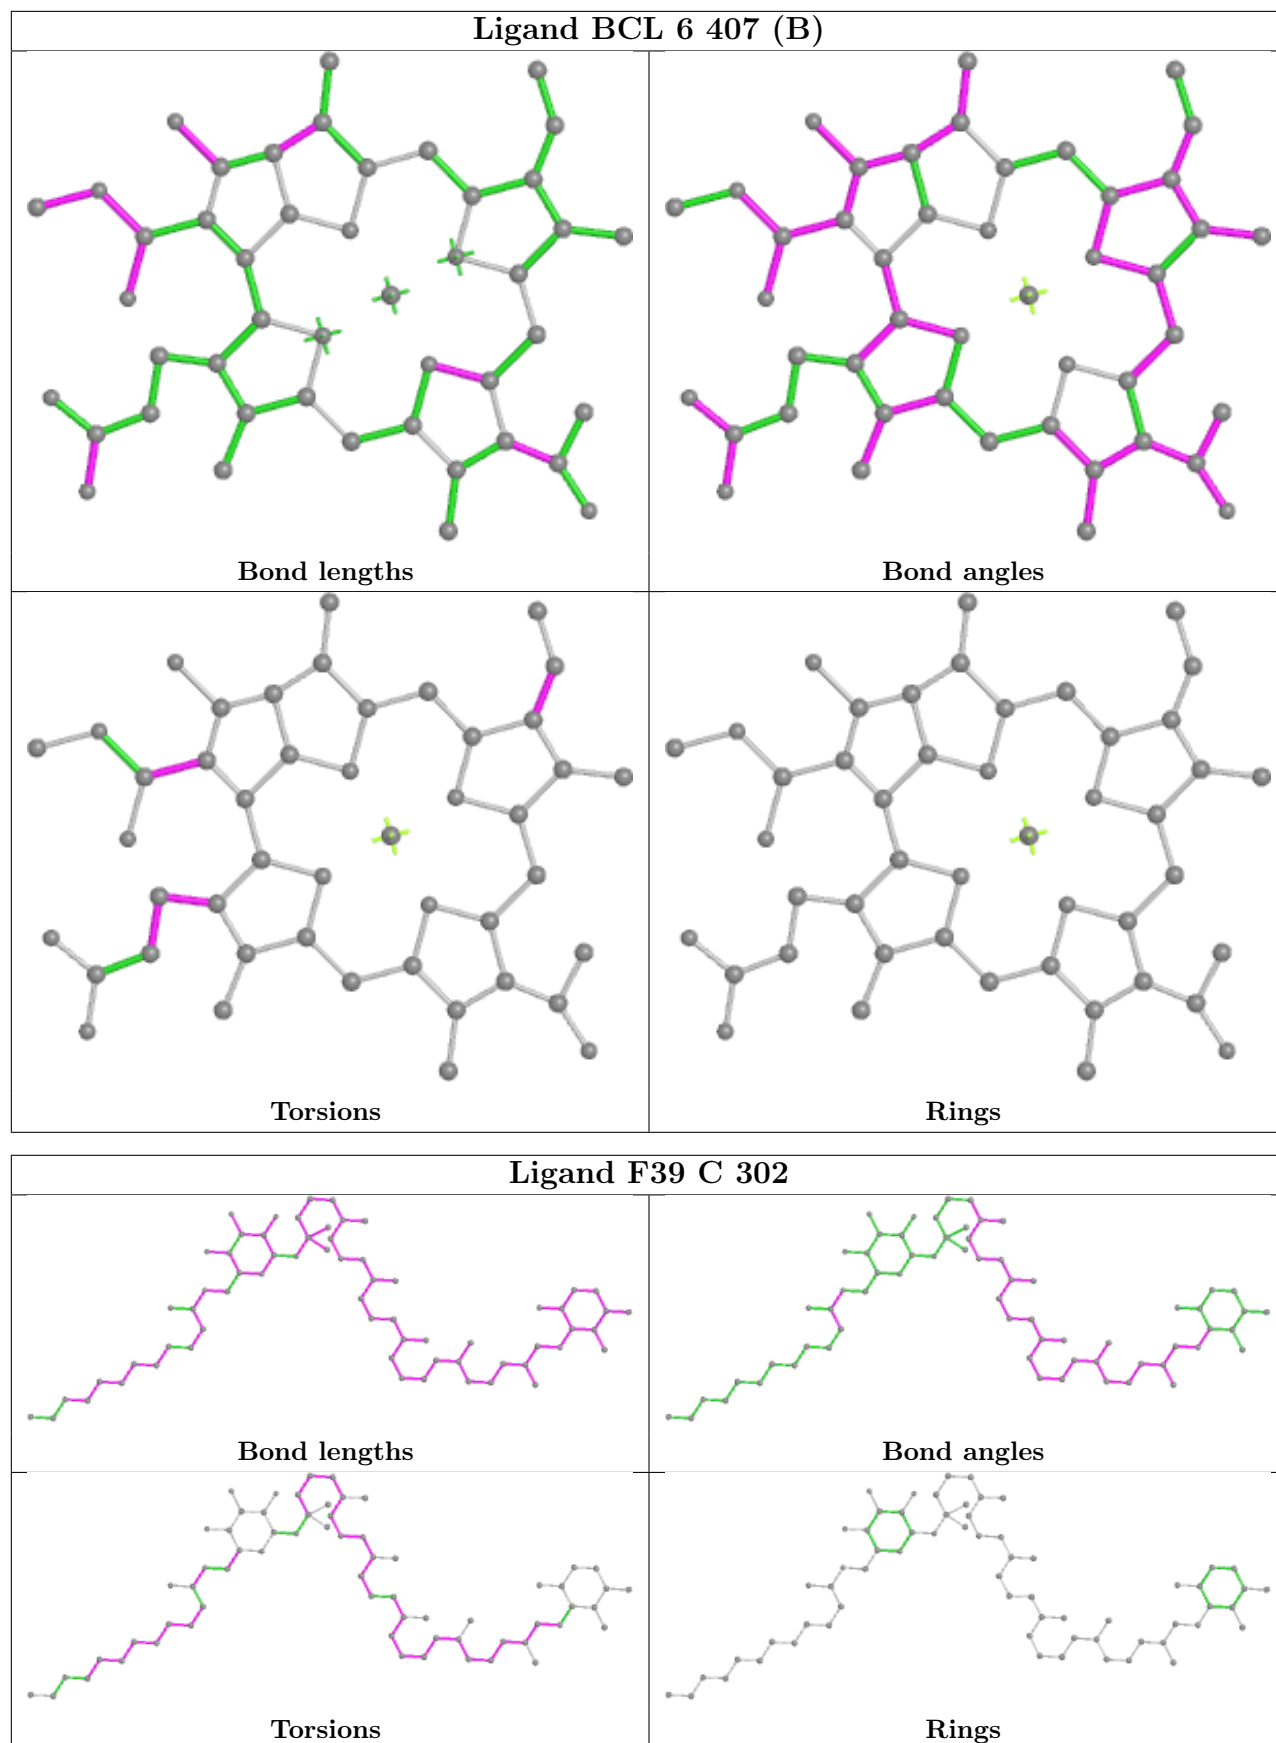 Ligand BCL 6 407 (B)
Bond lengths
Bond angles
Torsions
Rings
Ligand F39 C 302
Bond lengths
Bond angles
Torsions
Rings